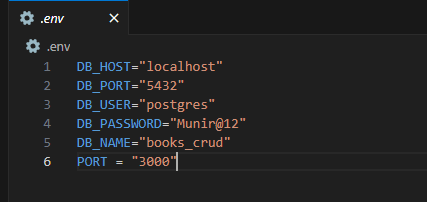 .env
.env
1 DB_HOST="localhost"
2 DB_PORT="5432"
3 DB_USER="postgres"
4 DB_PASSWORD="Munir@12"
5 DB_NAME="books_crud"
6 PORT = "3000"